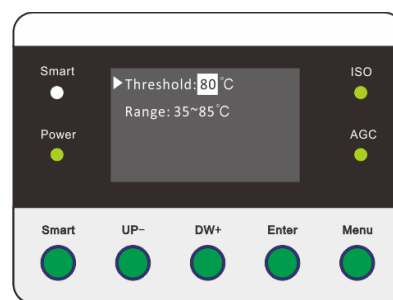 Smart
ISO
Threshold: 80 ℃
Range: 35~85℃
Power
AGC
Smart UP- DW+ Enter Menu